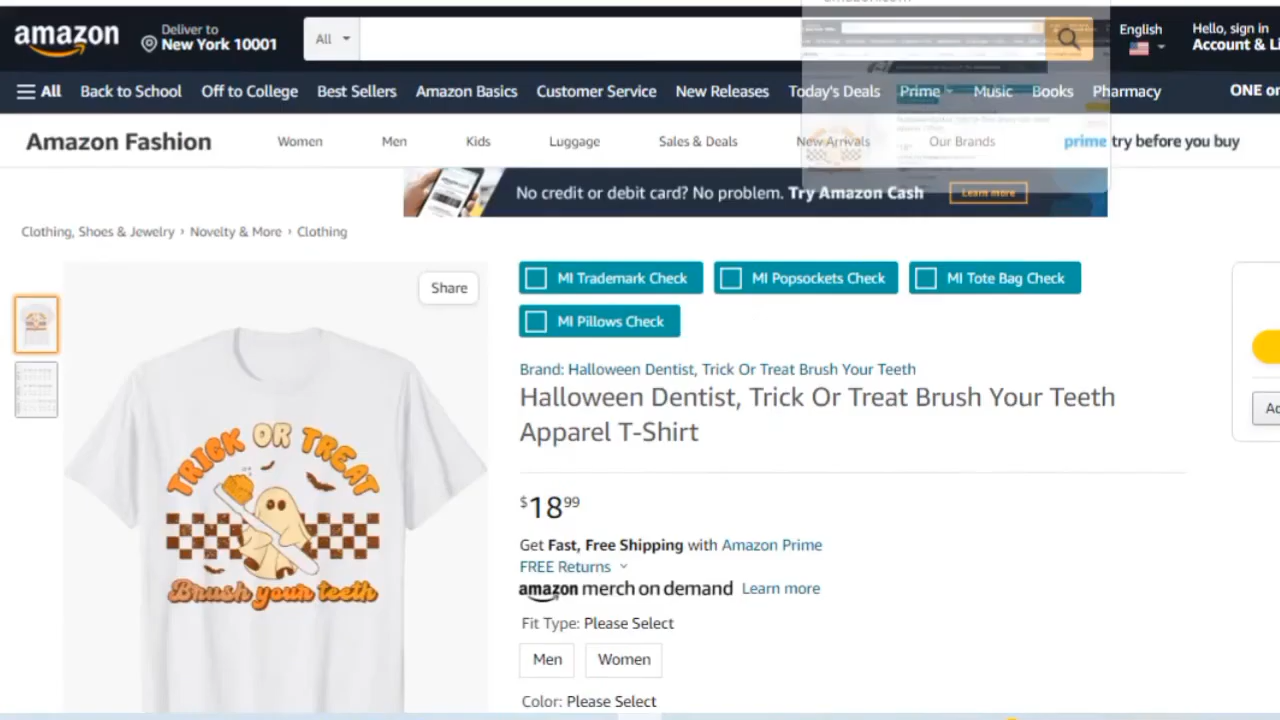 amazon
Deliver to
New York 10001
All
English
Hello, sign in
Account & Li
All Back to School Off to College Best Sellers Amazon Basics Customer Service New Releases Today's Deals Prime Music Books Pharmacy ONE or
Amazon Fashion Women Men Kids Luggage Sales & Deals New Arrivals Our Brands prime try before you buy
No credit or debit card? No problem. Try Amazon Cash Learn more
Clothing, Shoes & Jewelry › Novelty & More › Clothing
Share
MI Trademark Check MI Popsockets Check MI Tote Bag Check
MI Pillows Check
Brand: Halloween Dentist, Trick Or Treat Brush Your Teeth
Halloween Dentist, Trick Or Treat Brush Your Teeth
Apparel T-Shirt
TRICK OR TREAT
Brush your teeth
$1899
Get Fast, Free Shipping with Amazon Prime
FREE Returns
amazon merch on demand Learn more
Fit Type: Please Select
Men Women
Color: Please Select